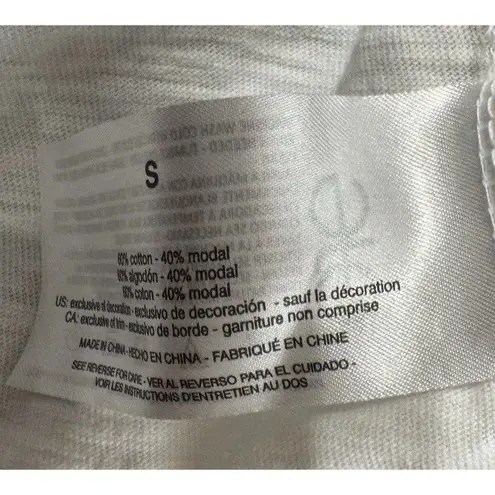 S
60% cotton - 40% modal
60% algodón - 40% modal
60% coton - 40% modal
US: exclusive of decoration - exclusivo de decoración - sauf la décoration
CA: exclusive of trim - exclusivo de borde - garniture non comprise
MADE IN CHINA - HECHO EN CHINA - FABRIQUÉ EN CHINE
SEE REVERSE FOR CARE - VER AL REVERSO PARA EL CUIDADO -
VOIR LES INSTRUCTIONS D'ENTRETIEN AU DOS